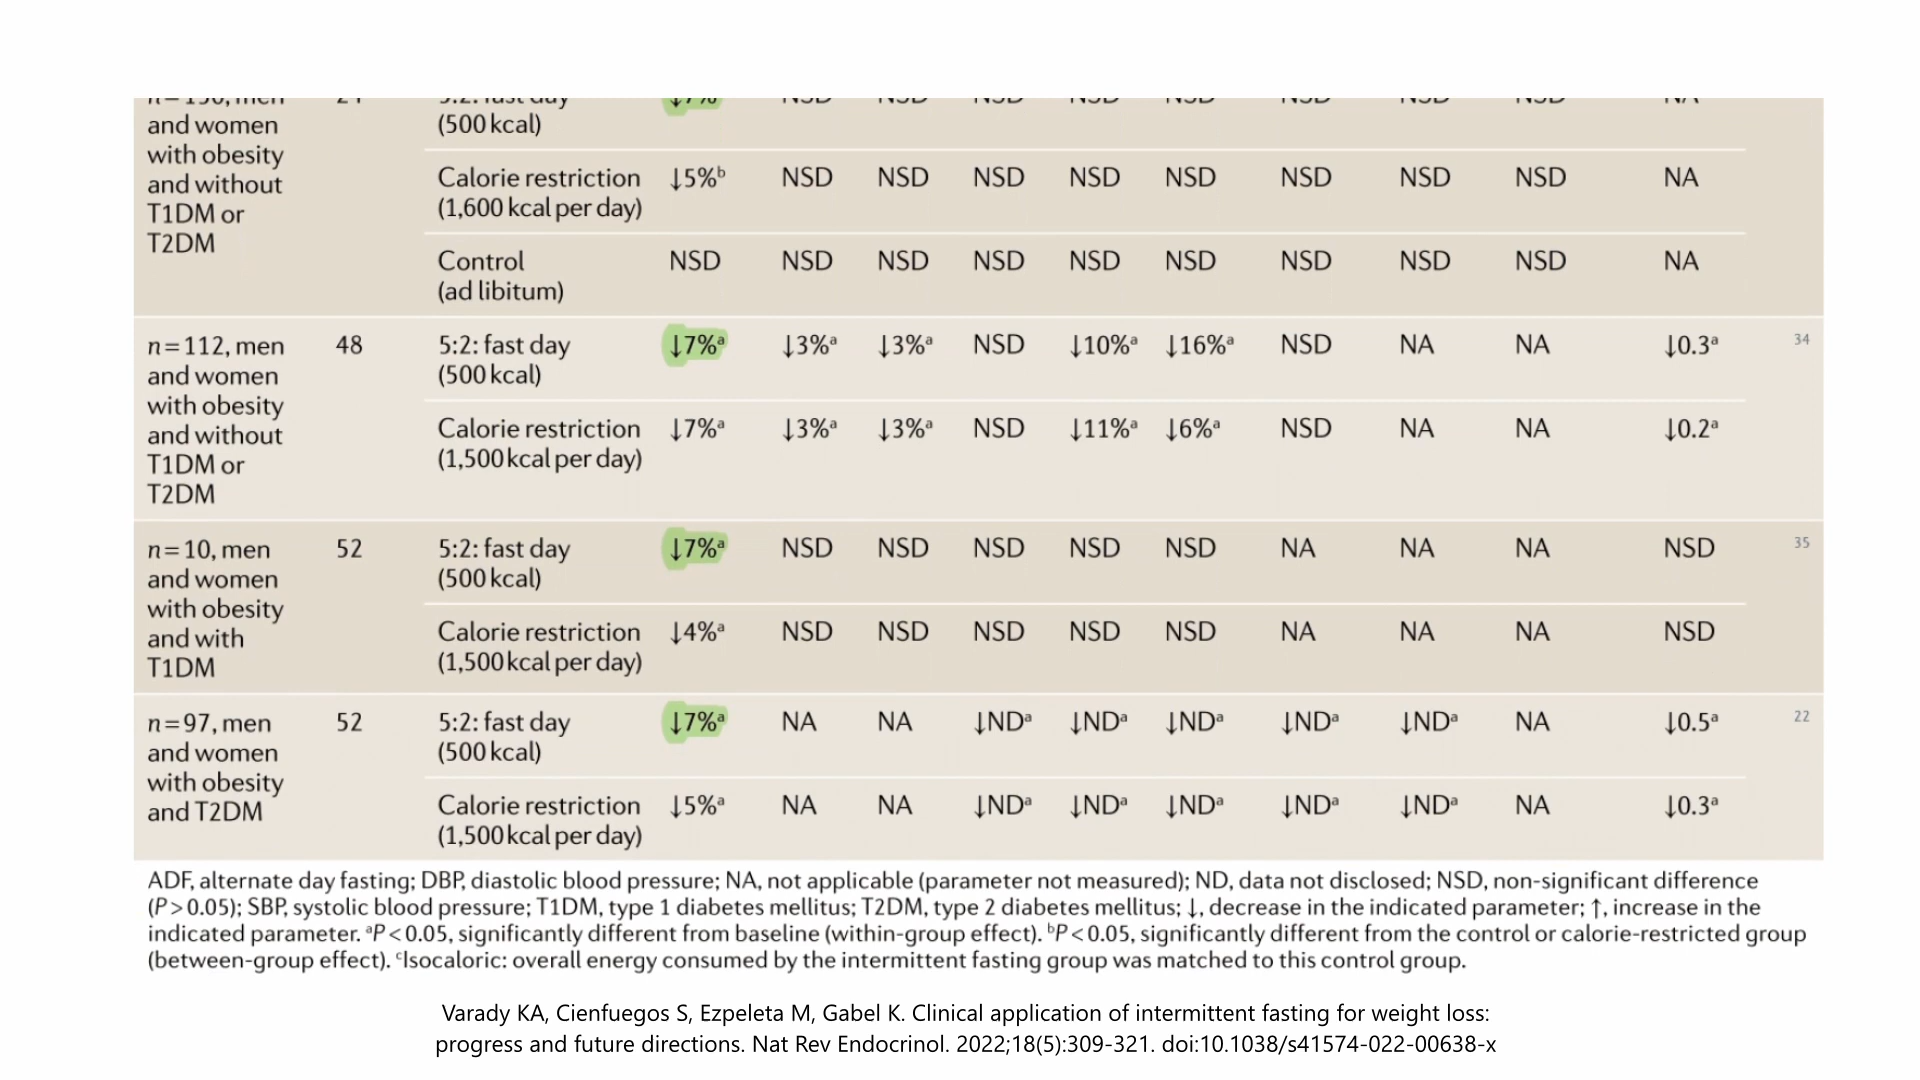 and women (500 kcal)
with obesity
and without Calorie restriction ↓5%ᵇ NSD NSD NSD NSD NSD NSD NSD NSD NA
T1DM or (1,600 kcal per day)
T2DM
Control NSD NSD NSD NSD NSD NSD NSD NSD NSD NA
(ad libitum)
n=112, men 48 5:2: fast day ↓7%ᵃ ↓3%ᵃ ↓3%ᵃ NSD ↓10%ᵃ ↓16%ᵃ NSD NA NA ↓0.3ᵃ 34
and women (500 kcal)
with obesity
and without Calorie restriction ↓7%ᵃ ↓3%ᵃ ↓3%ᵃ NSD ↓11%ᵃ ↓6%ᵃ NSD NA NA ↓0.2ᵃ
T1DM or (1,500 kcal per day)
T2DM
n=10, men 52 5:2: fast day ↓7%ᵃ NSD NSD NSD NSD NSD NA NA NA NSD 35
and women (500 kcal)
with obesity
and with Calorie restriction ↓4%ᵃ NSD NSD NSD NSD NSD NA NA NA NSD
T1DM (1,500 kcal per day)
n=97, men 52 5:2: fast day ↓7%ᵃ NA NA ↓NDᵃ ↓NDᵃ ↓NDᵃ ↓NDᵃ ↓NDᵃ NA ↓0.5ᵃ 22
and women (500 kcal)
with obesity
and T2DM Calorie restriction ↓5%ᵃ NA NA ↓NDᵃ ↓NDᵃ ↓NDᵃ ↓NDᵃ ↓NDᵃ NA ↓0.3ᵃ
(1,500 kcal per day)
ADF, alternate day fasting; DBP, diastolic blood pressure; NA, not applicable (parameter not measured); ND, data not disclosed; NSD, non-significant difference
(P > 0.05); SBP, systolic blood pressure; T1DM, type 1 diabetes mellitus; T2DM, type 2 diabetes mellitus; ↓, decrease in the indicated parameter; ↑, increase in the
indicated parameter. ᵃP < 0.05, significantly different from baseline (within-group effect). ᵇP < 0.05, significantly different from the control or calorie-restricted group
(between-group effect). ᶜIsocaloric: overall energy consumed by the intermittent fasting group was matched to this control group.
Varady KA, Cienfuegos S, Ezpeleta M, Gabel K. Clinical application of intermittent fasting for weight loss:
progress and future directions. Nat Rev Endocrinol. 2022;18(5):309-321. doi:10.1038/s41574-022-00638-x